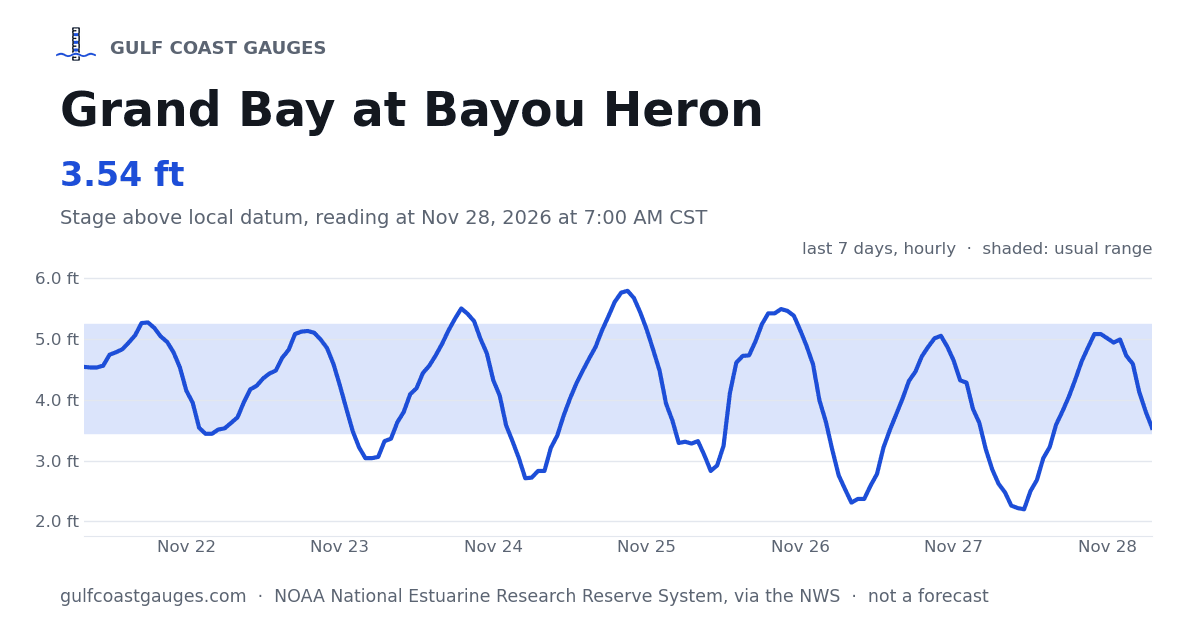 GULF COAST GAUGES
Grand Bay at Bayou Heron
3.54 ft
Stage above local datum, reading at Nov 28, 2026 at 7:00 AM CST
last 7 days, hourly · shaded: usual range
6.0 ft
5.0 ft
4.0 ft
3.0 ft
2.0 ft
Nov 22 Nov 23 Nov 24 Nov 25 Nov 26 Nov 27 Nov 28
gulfcoastgauges.com · NOAA National Estuarine Research Reserve System, via the NWS · not a forecast